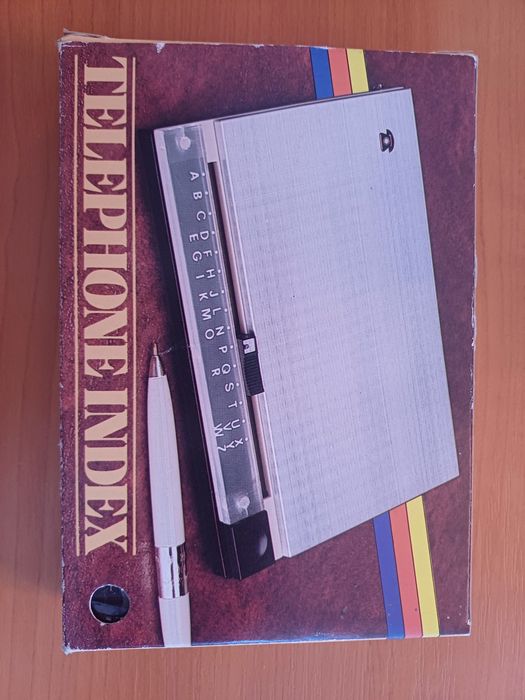 TELEPHONE INDEX
A B C D F H J L N P Q S T U X
E G I K M O R V Y
W Z